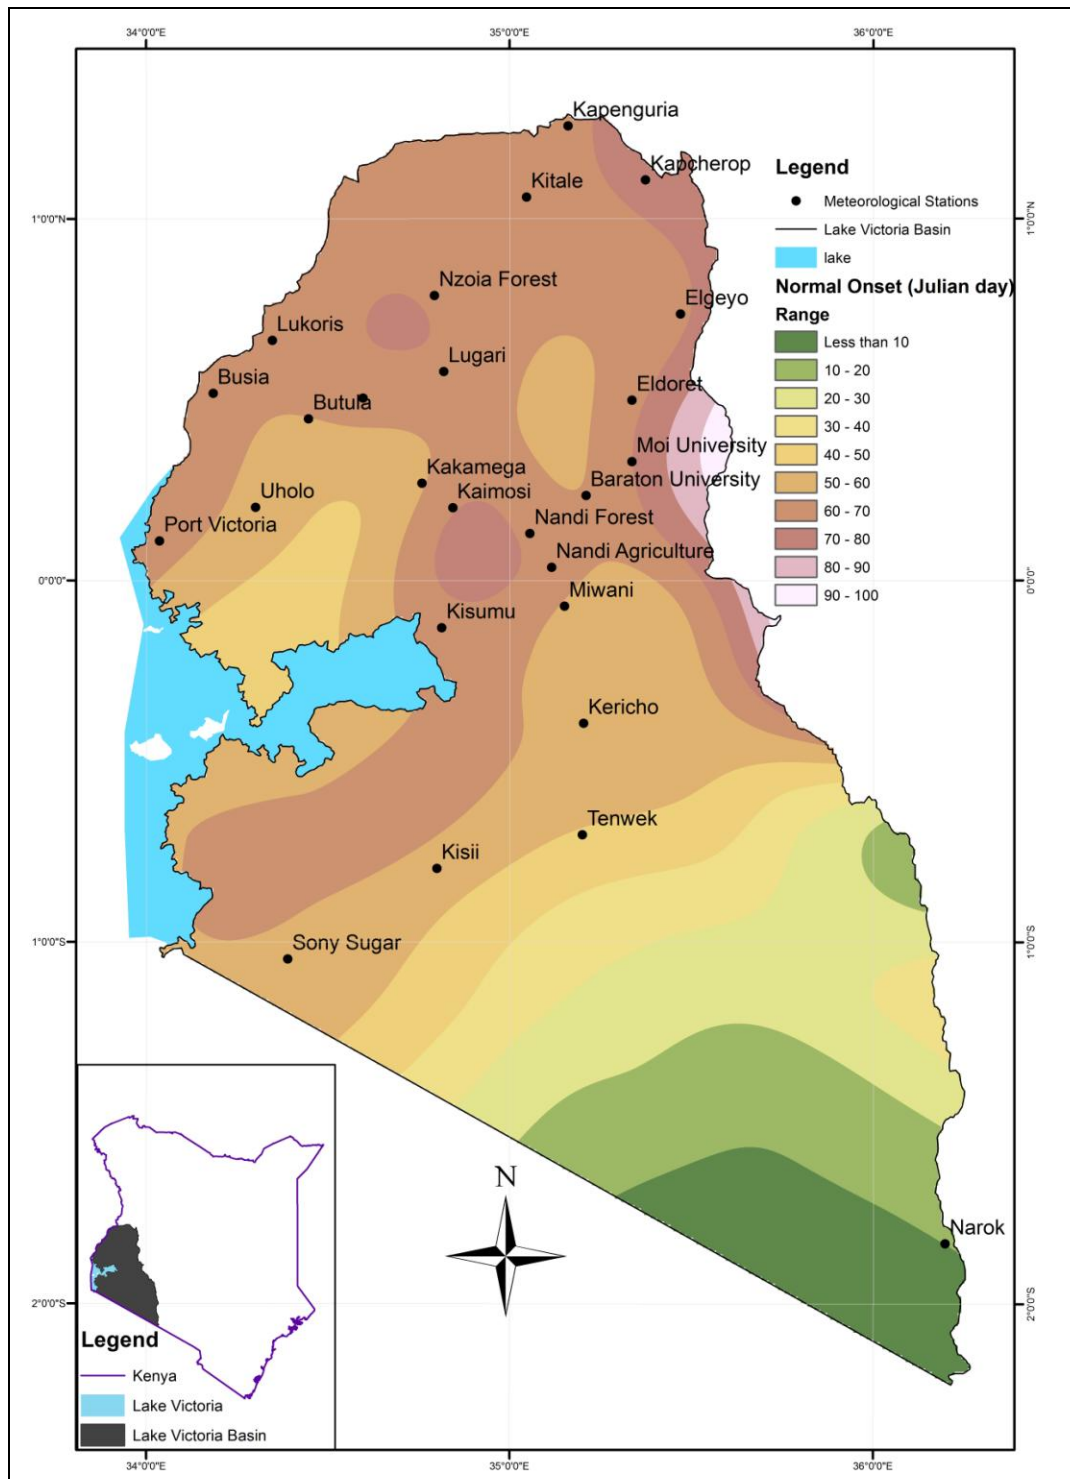 34°0'0"E 35°0'0"E 36°0'0"E
Kapenguria
Kapcherop
Kitale
Legend
Meteorological Stations
1°0'0"N 1°0'0"N
Lake Victoria Basin
lake
Normal Onset (Julian day)
Range
Nzoia Forest
Elgeyo
Lukoris
Less than 10
Lugari
10 - 20
Busia
Eldoret
20 - 30
Butula
30 - 40
Moi University
40 - 50
Kakamega
Baraton University
50 - 60
Uholo
Kaimosi
60 - 70
Port Victoria
Nandi Forest
70 - 80
Nandi Agriculture
80 - 90
0°0'0" 0°0'0"
Miwani
90 - 100
Kisumu
Kericho
Tenwek
Kisii
1°0'0"S 1°0'0"S
Sony Sugar
N
Narok
2°0'0"S 2°0'0"S
Legend
Kenya
Lake Victoria
Lake Victoria Basin
34°0'0"E 35°0'0"E 36°0'0"E